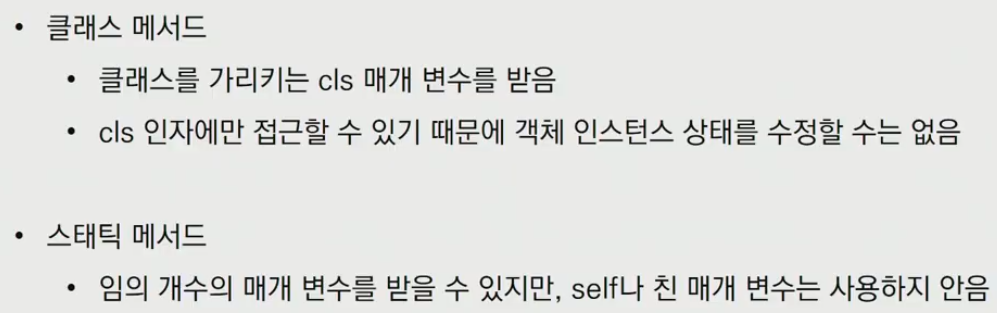 • 클래스 메서드
• 클래스를 가리키는 cls 매개 변수를 받음
• cls 인자에만 접근할 수 있기 때문에 객체 인스턴스 상태를 수정할 수는 없음
• 스태틱 메서드
• 임의 개수의 매개 변수를 받을 수 있지만, self나 친 매개 변수는 사용하지 안음